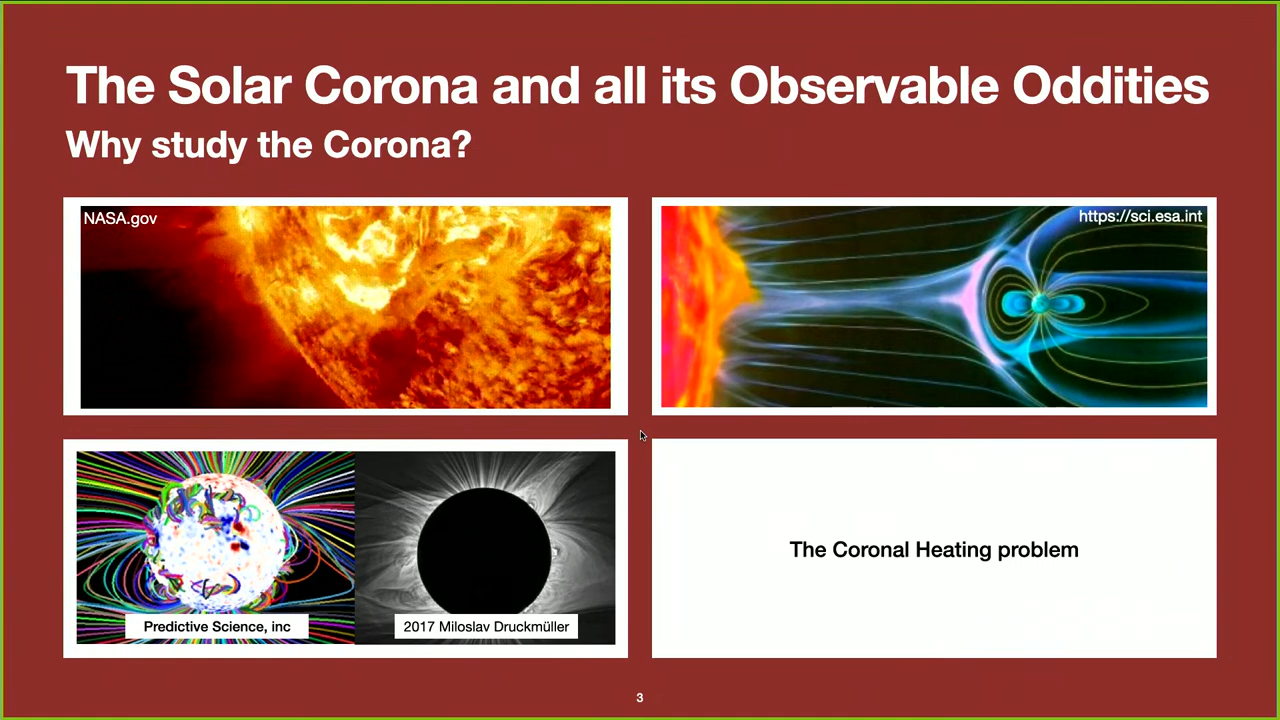 The Solar Corona and all its Observable Oddities
Why study the Corona?
NASA.gov
https://sci.esa.int
Predictive Science, inc
2017 Miloslav Druckmüller
The Coronal Heating problem
3